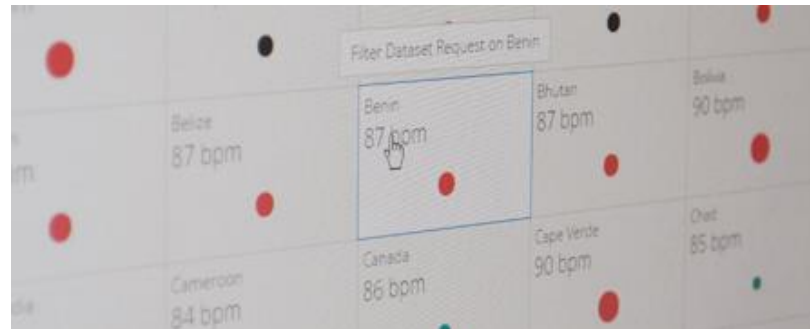 Filter Dataset Request on Benin
Belize
87 bpm
Benin
87 bpm
Bhutan
87 bpm
Bolivia
90 bpm
Cameroon
84 bpm
Canada
86 bpm
Cape Verde
90 bpm
Chad
85 bpm